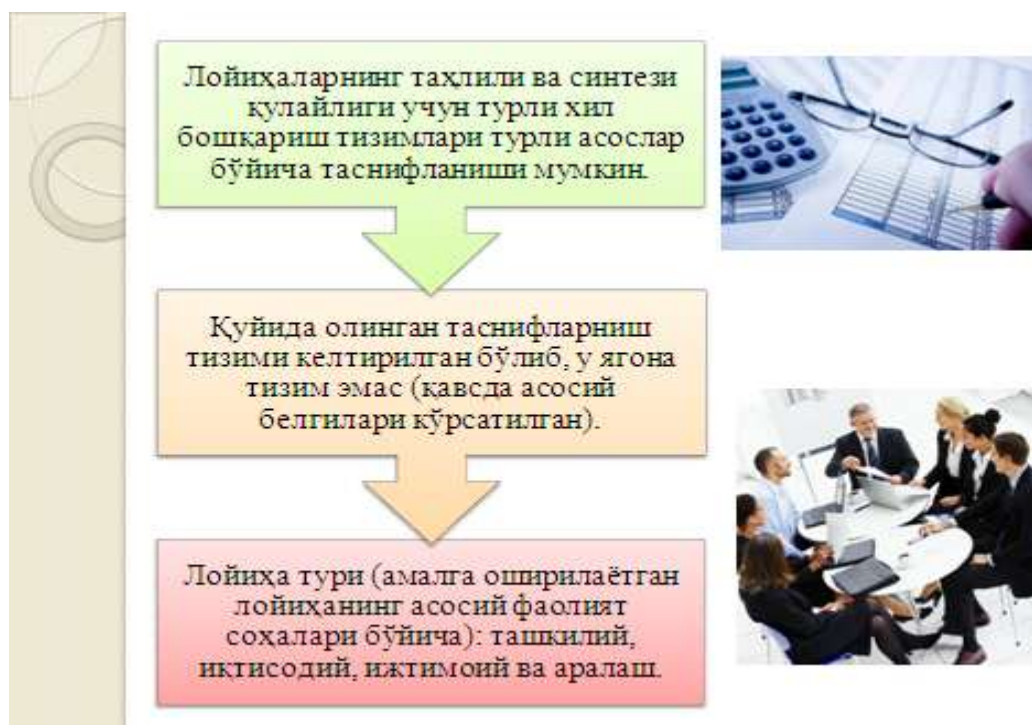 Лойиҳаларнинг таҳлили ва синтези
қулайлиги учун турли хил
бошқариш тизимлари турли асослар
бўйича таснифланиши мумкин.
Қуйида олинган таснифларниш
тизими келтирилган бўлиб, у ягона
тизим эмас (қавсда асосий
белгилари кўрсатилган).
Лойиҳа тури (амалга оширилаётган
лойиҳанинг асосий фаолият
соҳалари бўйича): ташкилий,
иқтисодий, ижтимоий ва аралаш.